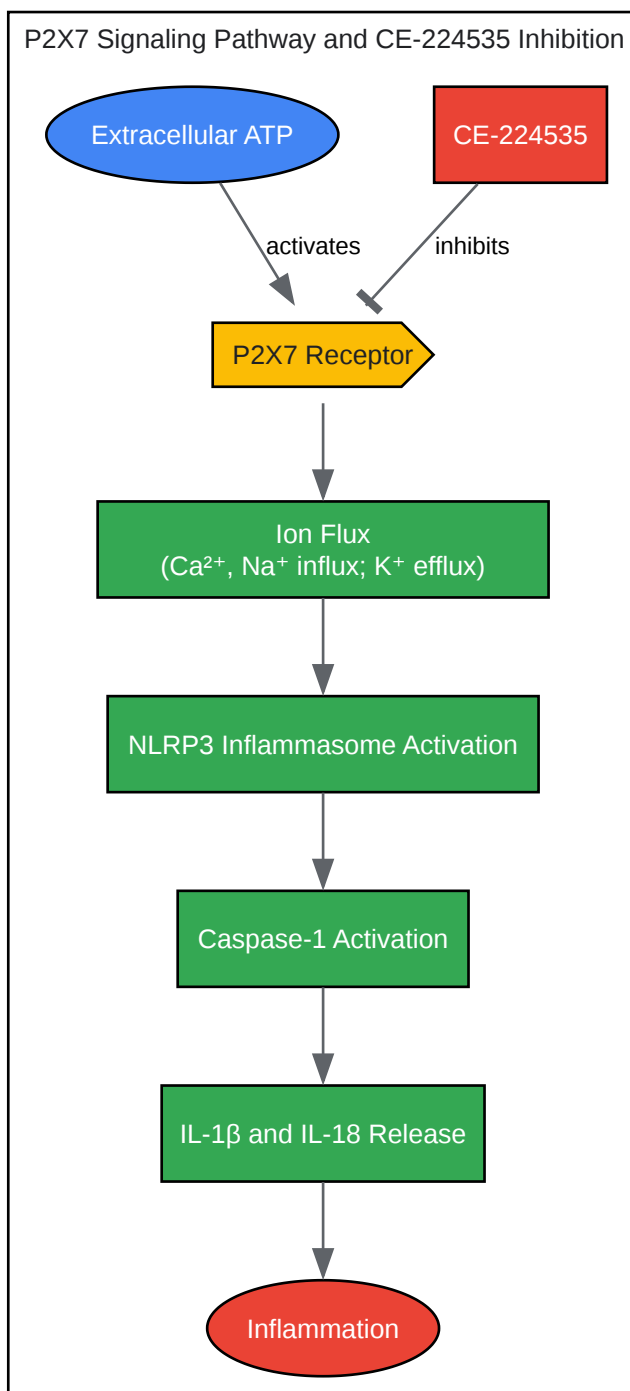 P2X7 Signaling Pathway and CE-224535 Inhibition
Extracellular ATP
CE-224535
activates
inhibits
P2X7 Receptor
Ion Flux
(Ca²⁺, Na⁺ influx; K⁺ efflux)
NLRP3 Inflammasome Activation
Caspase-1 Activation
IL-1β and IL-18 Release
Inflammation